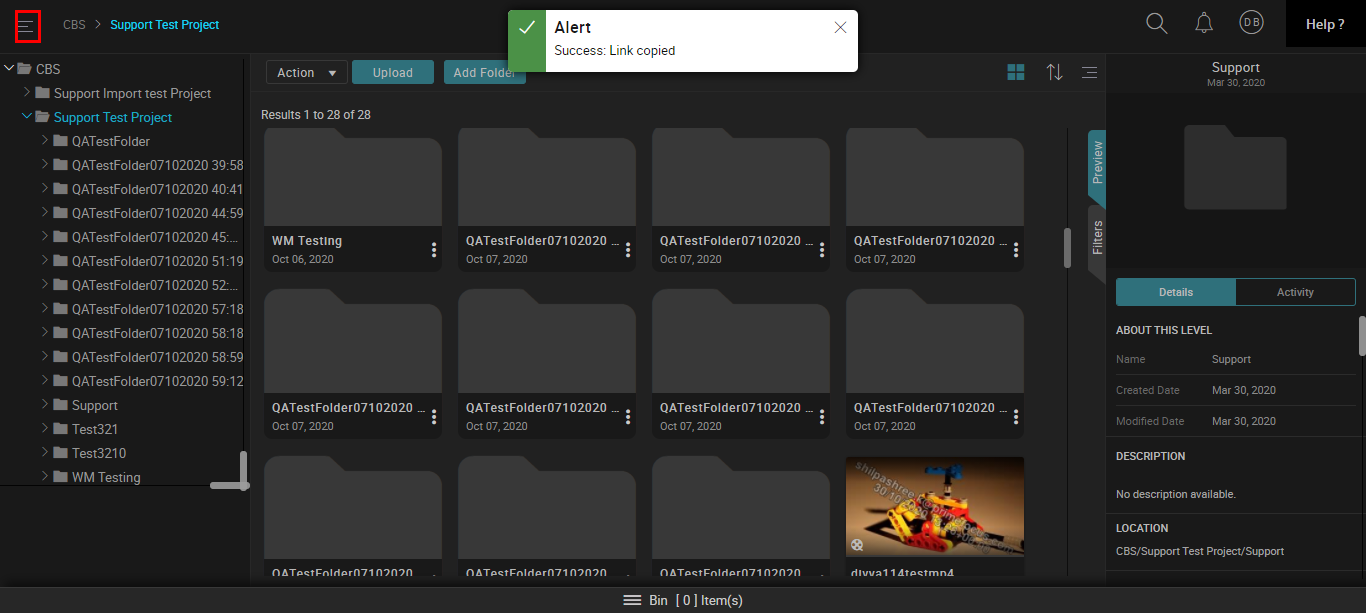 CBS > Support Test Project
Alert
Success: Link copied
DB
Help ?
CBS
Support Import test Project
Support Test Project
QATestFolder
QATestFolder07102020 39:58
QATestFolder07102020 40:41
QATestFolder07102020 44:59
QATestFolder07102020 45:...
QATestFolder07102020 51:19
QATestFolder07102020 52:...
QATestFolder07102020 57:18
QATestFolder07102020 58:18
QATestFolder07102020 58:59
QATestFolder07102020 59:12
Support
Test321
Test3210
WM Testing
Action
Upload
Add Folder
Results 1 to 28 of 28
WM Testing
Oct 06, 2020
QATestFolder07102020 ...
Oct 07, 2020
QATestFolder07102020 ...
Oct 07, 2020
QATestFolder07102020 ...
Oct 07, 2020
QATestFolder07102020 ...
Oct 07, 2020
QATestFolder07102020 ...
Oct 07, 2020
QATestFolder07102020 ...
Oct 07, 2020
QATestFolder07102020 ...
Oct 07, 2020
QATestFolder07102020
QATestFolder07102020
QATestFolder07102020
divya114testmp4
Preview
Filters
Support
Mar 30, 2020
Details
Activity
ABOUT THIS LEVEL
Name Support
Created Date Mar 30, 2020
Modified Date Mar 30, 2020
DESCRIPTION
No description available.
LOCATION
CBS/Support Test Project/Support
Bin [ 0 ] Item(s)